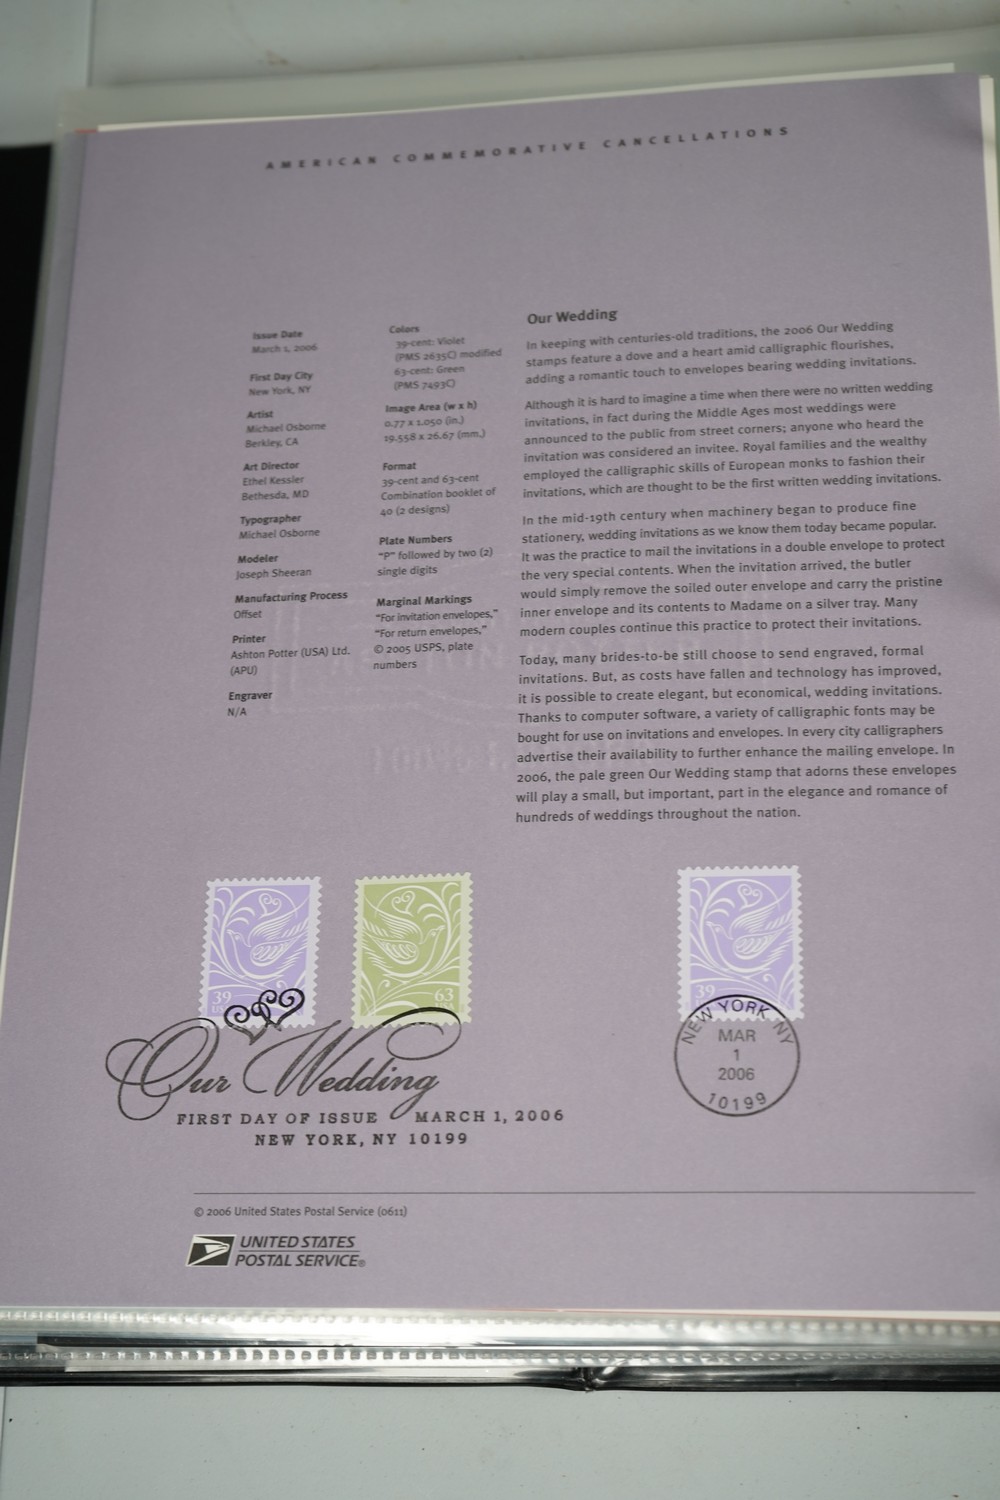 AMERICAN COMMEMORATIVE CANCELLATIONS
Issue Date
March 1, 2006
First Day City
New York, NY
Artist
Michael Osborne
Berkley, CA
Art Director
Ethel Kessler
Bethesda, MD
Typographer
Michael Osborne
Modeler
Joseph Sheeran
Manufacturing Process
Offset
Printer
Ashton Potter (USA) Ltd.
(APU)
Engraver
N/A
Colors
39-cent: Violet
(PMS 2635C) modified
63-cent: Green
(PMS 7493C)
Image Area (w x h)
0.77 x 1.050 (in.)
19.558 x 26.67 (mm.)
Format
39-cent and 63-cent
Combination booklet of
40 (2 designs)
Plate Numbers
"P" followed by two (2)
single digits
Marginal Markings
"For invitation envelopes,"
"For return envelopes,"
© 2005 USPS, plate
numbers
Our Wedding
In keeping with centuries-old traditions, the 2006 Our Wedding
stamps feature a dove and a heart amid calligraphic flourishes,
adding a romantic touch to envelopes bearing wedding invitations.
Although it is hard to imagine a time when there were no written wedding
invitations, in fact during the Middle Ages most weddings were
announced to the public from street corners; anyone who heard the
invitation was considered an invitee. Royal families and the wealthy
employed the calligraphic skills of European monks to fashion their
invitations, which are thought to be the first written wedding invitations.
In the mid-19th century when machinery began to produce fine
stationery, wedding invitations as we know them today became popular.
It was the practice to mail the invitations in a double envelope to protect
the very special contents. When the invitation arrived, the butler
would simply remove the soiled outer envelope and carry the pristine
inner envelope and its contents to Madame on a silver tray. Many
modern couples continue this practice to protect their invitations.
Today, many brides-to-be still choose to send engraved, formal
invitations. But, as costs have fallen and technology has improved,
it is possible to create elegant, but economical, wedding invitations.
Thanks to computer software, a variety of calligraphic fonts may be
bought for use on invitations and envelopes. In every city calligraphers
advertise their availability to further enhance the mailing envelope. In
2006, the pale green Our Wedding stamp that adorns these envelopes
will play a small, but important, part in the elegance and romance of
hundreds of weddings throughout the nation.
39
USA
63
USA
39
Our Wedding
FIRST DAY OF ISSUE MARCH 1, 2006
NEW YORK, NY 10199
NEW YORK NY
MAR
1
2006
10199
© 2006 United States Postal Service (0611)
UNITED STATES
POSTAL SERVICE®